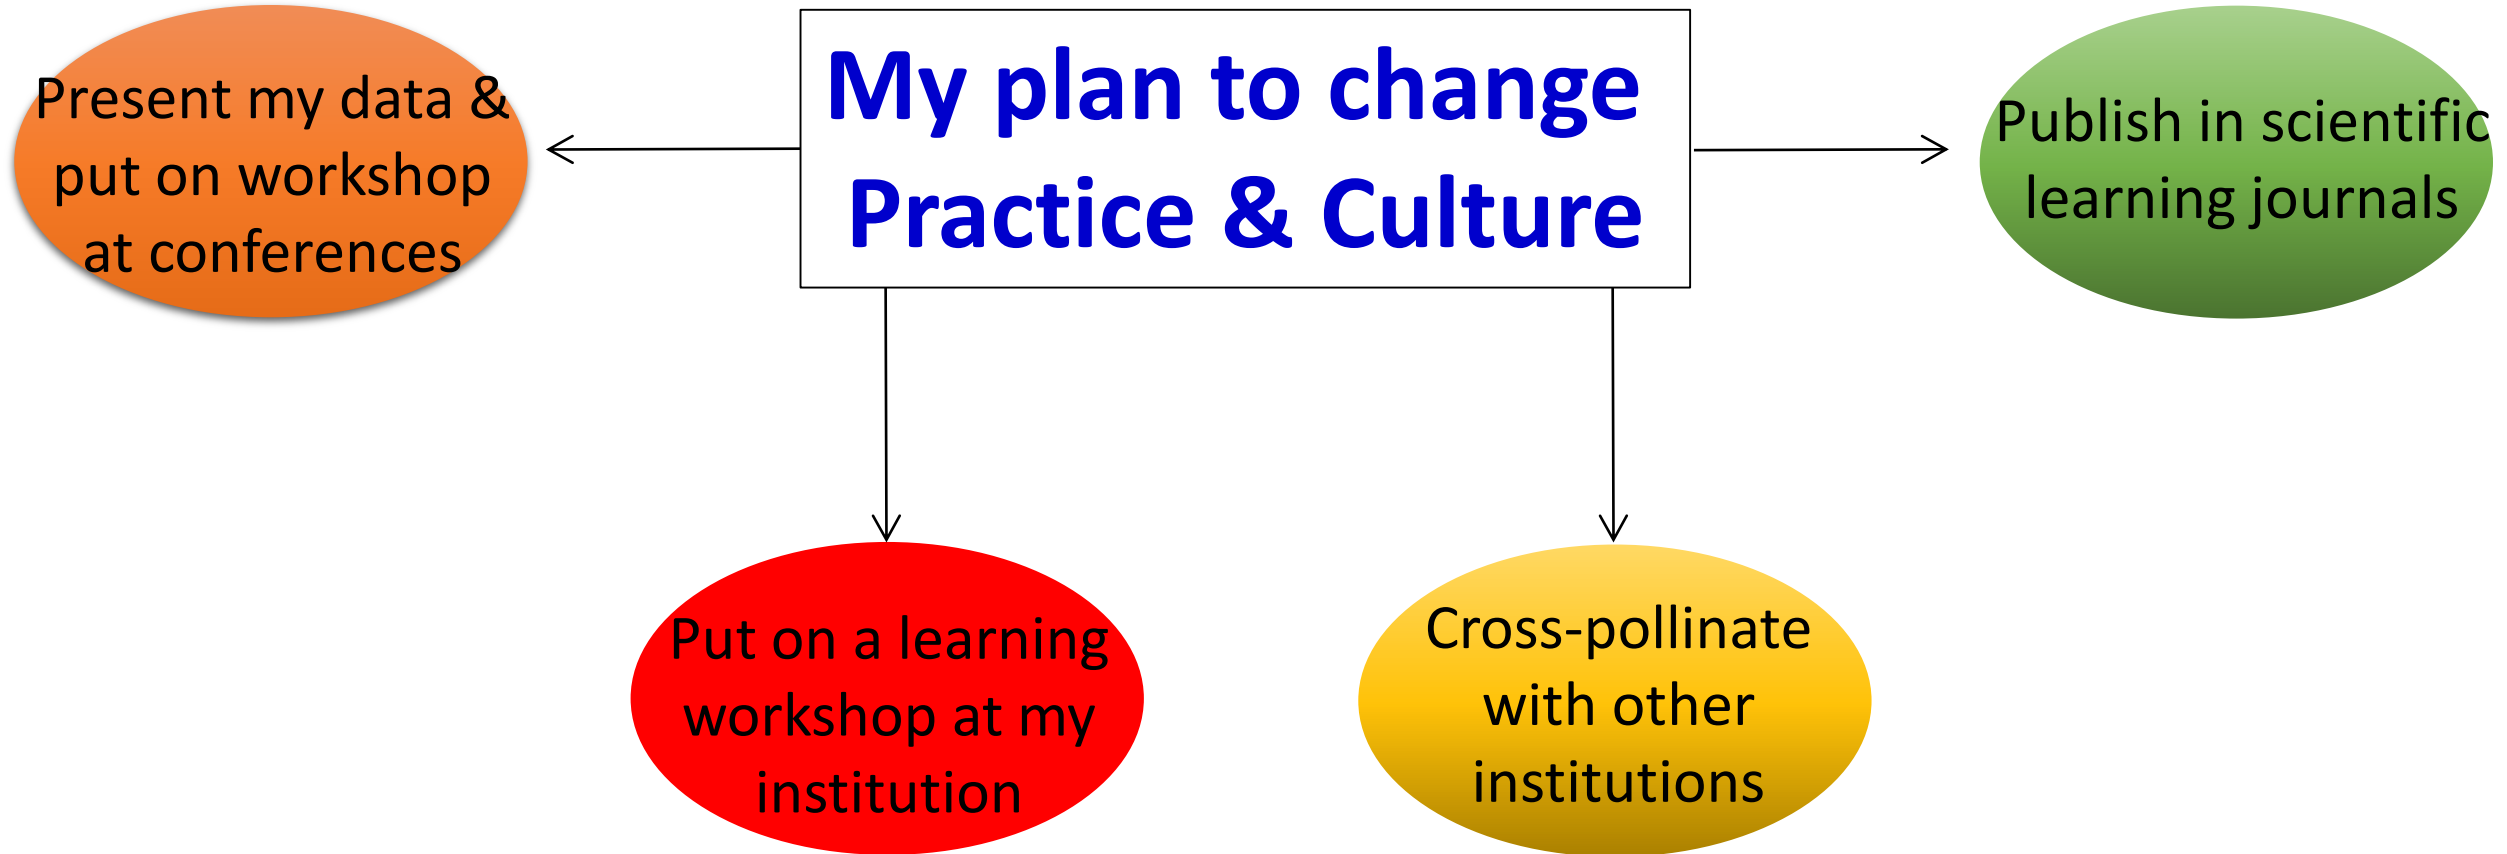 My plan to change
Practice & Culture
Present my data &
put on workshop
at conferences
Publish in scientific
learning journals
Put on a learning
workshop at my
institution
Cross-pollinate
with other
institutions